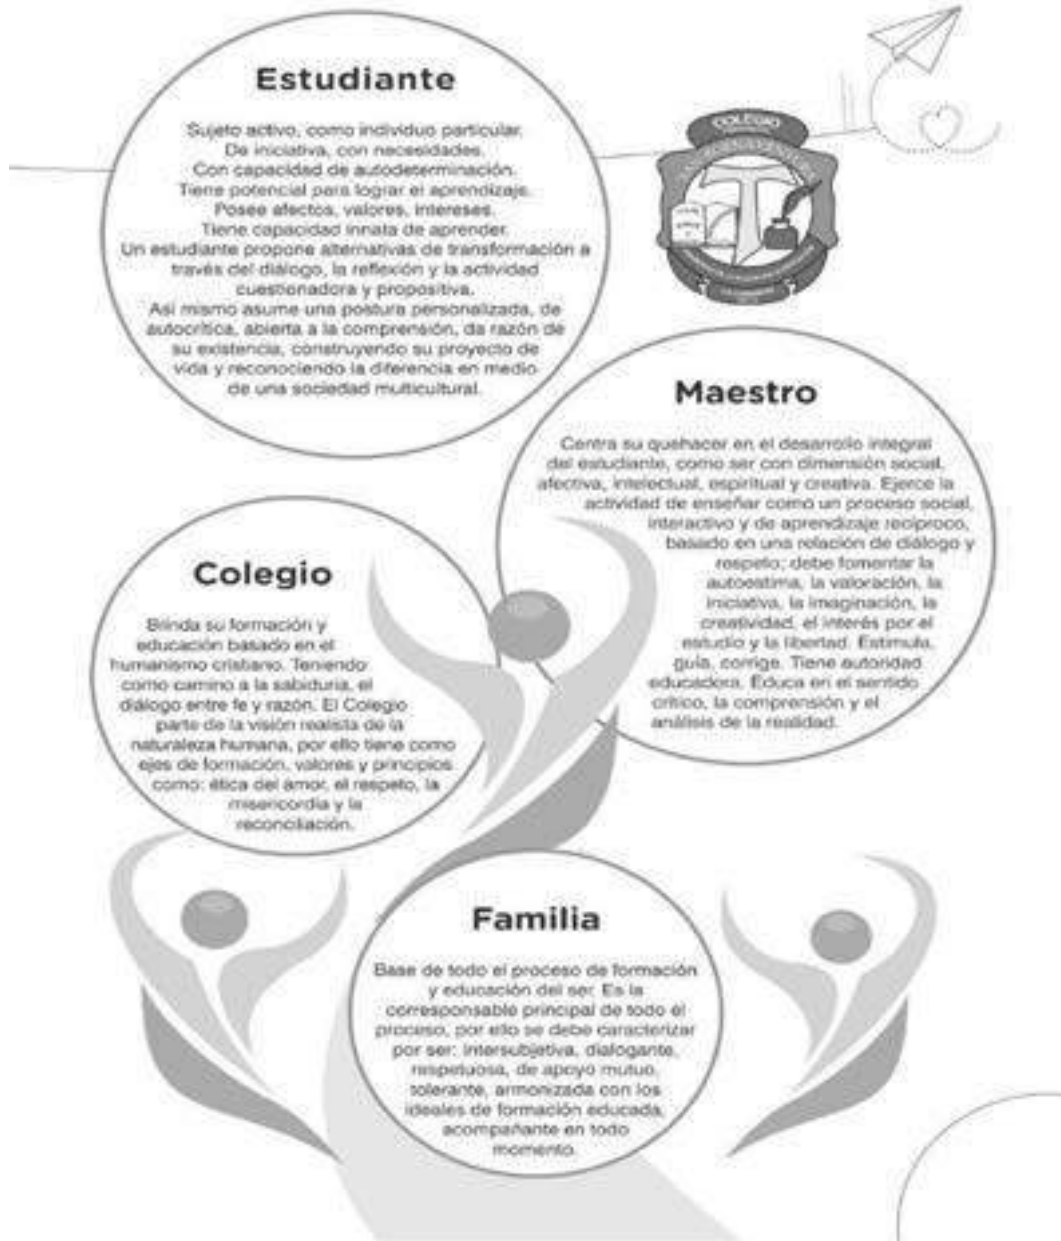 Estudiante
Sujeto activo, como individuo particular.
De iniciativa, con necesidades.
Con capacidad de autodeterminación.
Tiene potencial para lograr el aprendizaje.
Posee afectos, valores, intereses.
Tiene capacidad innata de aprender.
Un estudiante propone alternativas de transformación a
través del diálogo, la reflexión y la actividad
cuestionadora y propositiva.
Así mismo asume una postura personalizada, de
autocrítica, abierta a la comprensión, da razón de
su existencia, construyendo su proyecto de
vida y reconociendo la diferencia en medio
de una sociedad multicultural.
COLEGIO
Maestro
Centra su quehacer en el desarrollo integral
del estudiante, como ser con dimensión social,
afectiva, intelectual, espiritual y creativa. Ejerce la
actividad de enseñar como un proceso social,
interactivo y de aprendizaje recíproco,
basado en una relación de diálogo y
respeto; debe fomentar la
autoestima, la valoración, la
iniciativa, la imaginación, la
creatividad, el interés por el
estudio y la libertad. Estimula,
guía, corrige. Tiene autoridad
educadora. Educa en el sentido
crítico, la comprensión y el
análisis de la realidad.
Colegio
Brinda su formación y
educación basado en el
humanismo cristiano. Teniendo
como camino a la sabiduría, el
diálogo entre fe y razón. El Colegio
parte de la visión realista de la
naturaleza humana, por ello tiene como
ejes de formación, valores y principios
como: ética del amor, el respeto, la
misericordia y la
reconciliación.
Familia
Base de todo el proceso de formación
y educación del ser. Es la
corresponsable principal de todo el
proceso, por ello se debe caracterizar
por ser: intersubjetiva, dialogante,
respetuosa, de apoyo mutuo,
tolerante, armonizada con los
ideales de formación educada,
acompañante en todo
momento.